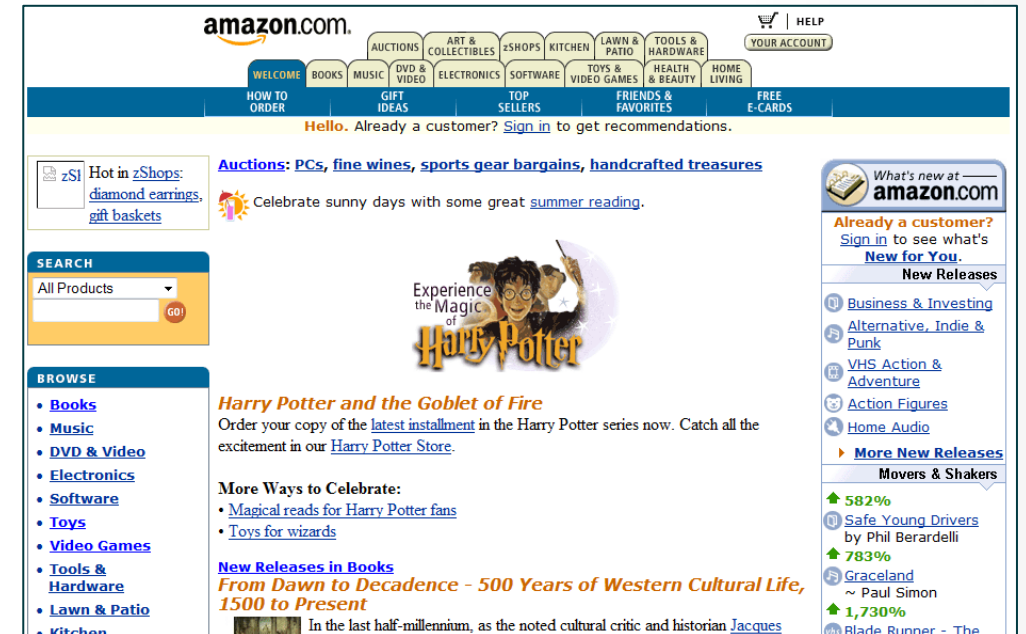 amazon.com.
HELP
YOUR ACCOUNT
AUCTIONS
ART & COLLECTIBLES
zSHOPS
KITCHEN
LAWN & PATIO
TOOLS & HARDWARE
WELCOME
BOOKS
MUSIC
DVD & VIDEO
ELECTRONICS
SOFTWARE
TOYS & VIDEO GAMES
HEALTH & BEAUTY
HOME LIVING
HOW TO ORDER
GIFT IDEAS
TOP SELLERS
FRIENDS & FAVORITES
FREE E-CARDS
Hello. Already a customer? Sign in to get recommendations.
zSl
Hot in zShops:
diamond earrings,
gift baskets
SEARCH
All Products
GO!
BROWSE
• Books
• Music
• DVD & Video
• Electronics
• Software
• Toys
• Video Games
• Tools &
Hardware
• Lawn & Patio
• Kitchen
Auctions: PCs, fine wines, sports gear bargains, handcrafted treasures
Celebrate sunny days with some great summer reading.
Experience
the Magic
of
Harry Potter
Harry Potter and the Goblet of Fire
Order your copy of the latest installment in the Harry Potter series now. Catch all the
excitement in our Harry Potter Store.
More Ways to Celebrate:
• Magical reads for Harry Potter fans
• Toys for wizards
New Releases in Books
From Dawn to Decadence - 500 Years of Western Cultural Life,
1500 to Present
In the last half-millennium, as the noted cultural critic and historian Jacques
What's new at
amazon.com
Already a customer?
Sign in to see what's
New for You.
New Releases
Business & Investing
Alternative, Indie &
Punk
VHS Action &
Adventure
Action Figures
Home Audio
More New Releases
Movers & Shakers
582%
Safe Young Drivers
by Phil Berardelli
783%
Graceland
~ Paul Simon
1,730%
Blade Runner - The